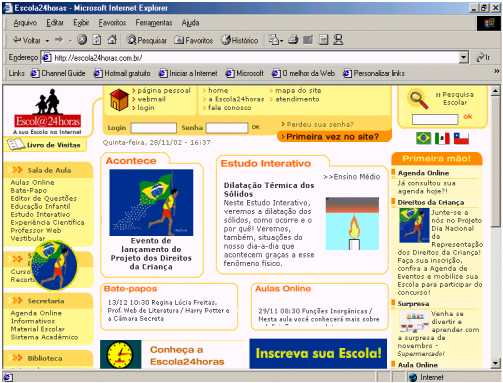 Escola24horas - Microsoft Internet Explorer
Arquivo Editar Exibir Favoritos Ferramentas Ajuda
Voltar Pesquisar Favoritos Histórico
Endereço http://escola24horas.com.br/ Ir
Links Channel Guide Hotmail gratuito Iniciar a Internet Microsoft O melhor da Web Personalizar links
Escol@24horas
A sua Escola na Internet
Livro de Visitas
> página pessoal
> webmail
> login
> home
> a Escola24horas
> fale conosco
> mapa do site
> atendimento
Login Senha OK
> Perdeu sua senha?
> Primeira vez no site?
Quinta-feira, 28/11/02 - 16:37
Pesquisa
Escolar
OK
Sala de Aula
Aulas Online
Bate-Papo
Editor de Questões
Educação Infantil
Estudo Interativo
Experiência Científica
Professor Web
Vestibular
Curso
Recort
Secretaria
Agenda Online
Informativos
Material Escolar
Sistema Acadêmico
Biblioteca
Acontece
Evento de
lançamento do
Projeto dos Direitos
da Criança
Estudo Interativo
>>Ensino Médio
Dilatação Térmica dos
Sólidos
Neste Estudo Interativo,
veremos a dilatação dos
sólidos, como ocorre e o
por quê! Veremos,
também, situações do
nosso dia-a-dia que
acontecem graças a esse
fenômeno físico.
Bate-papos
13/12 10:30 Regina Lúcia Freitas,
Prof. Web de Literatura / Harry Potter e
a Câmara Secreta
Aulas Online
29/11 08:30 Funções Inorgânicas /
Nesta aula você conhecerá mais sobre
Conheça a
Escola24horas
Inscreva sua Escola!
Primeira mão!
Agenda Online
Já consultou sua
agenda hoje?!
Direitos da Criança
Junte-se a
nós no Projeto
Dia Nacional
da
Representação
dos Direitos da Criança!
Faça sua inscrição,
confira a Agenda de
Eventos e mobilize sua
Escola para participar do
concurso!
Surpresa
Venha se
divertir e
aprender com
a surpresa de
novembro -
Supermercado!
Aula Online
Internet